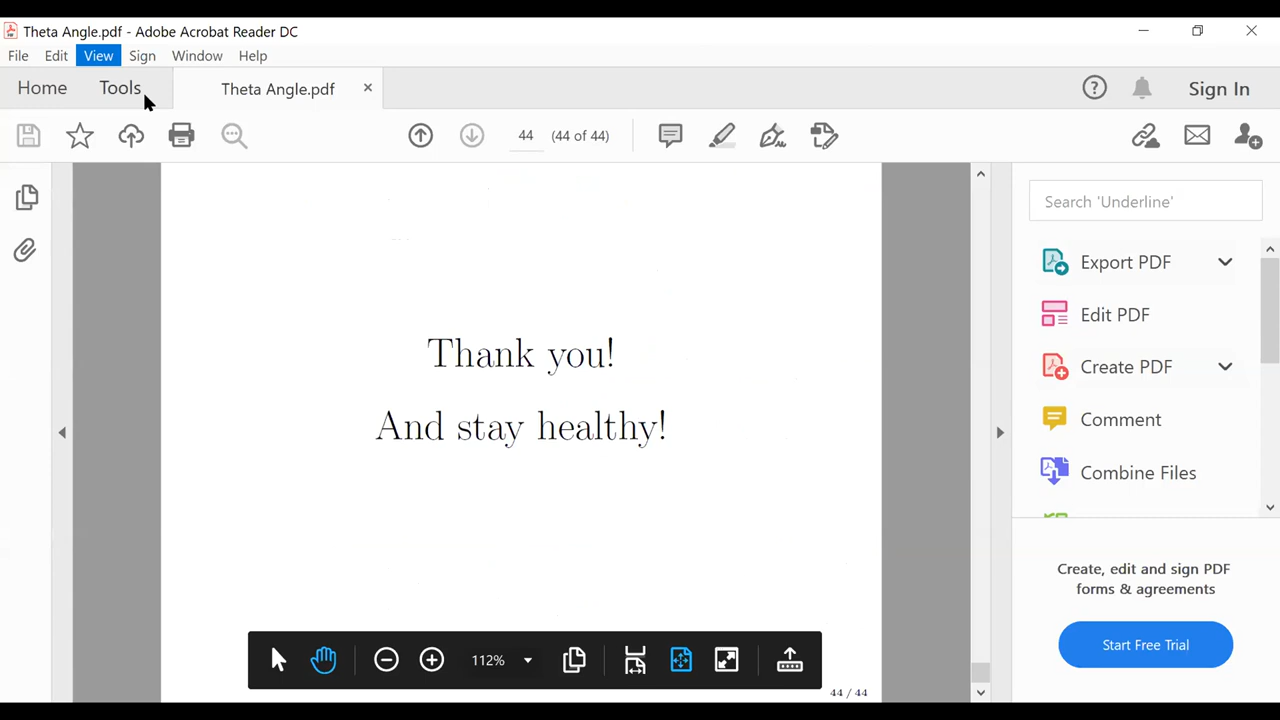 Theta Angle.pdf - Adobe Acrobat Reader DC
File Edit View Sign Window Help
Home Tools Theta Angle.pdf Sign In
44 (44 of 44)
Search 'Underline'
Export PDF
Edit PDF
Create PDF
Comment
Combine Files
Thank you!
And stay healthy!
Create, edit and sign PDF
forms & agreements
Start Free Trial
112%
44 / 44